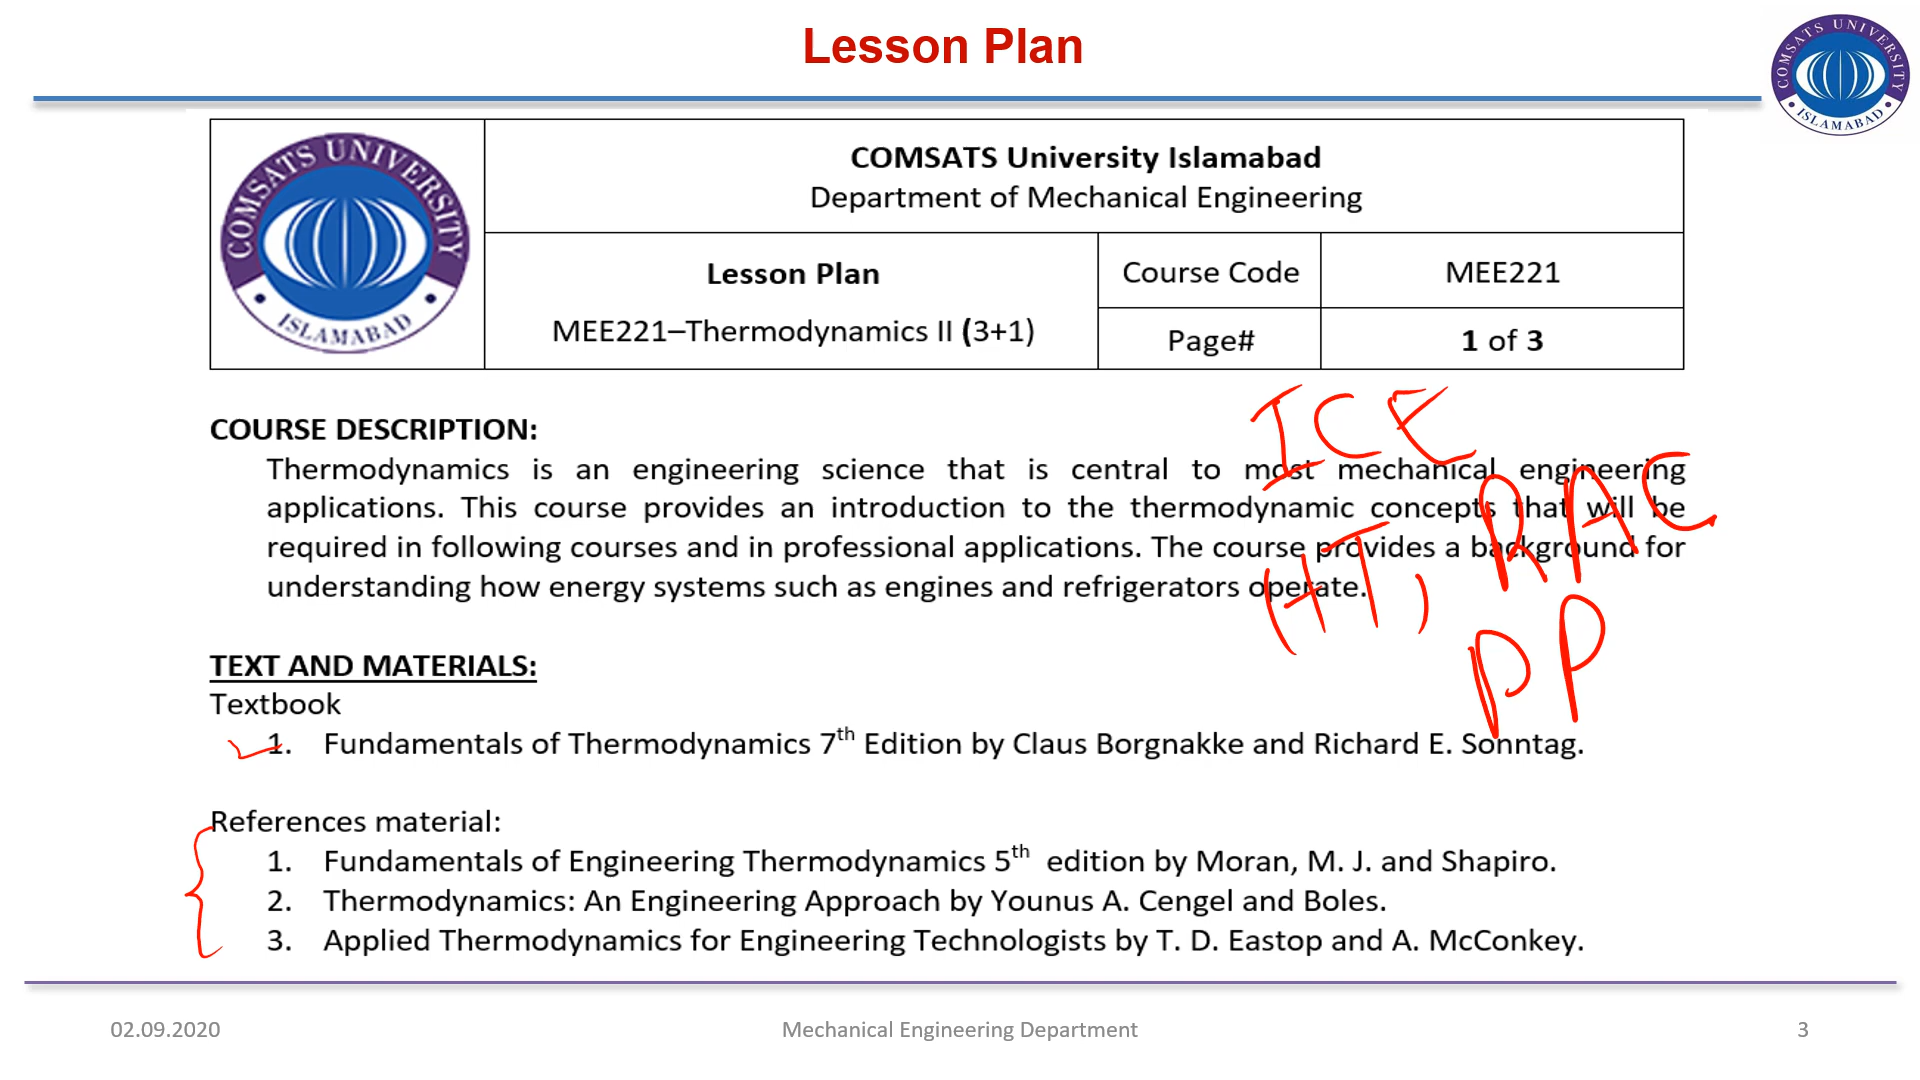 Lesson Plan
COMSATS UNIVERSITY
ISLAMABAD
COMSATS UNIVERSITY
ISLAMABAD
COMSATS University Islamabad
Department of Mechanical Engineering
Lesson Plan
MEE221–Thermodynamics II (3+1)
Course Code
MEE221
Page#
1 of 3
ICE
HT, RAC
PP
COURSE DESCRIPTION:
Thermodynamics is an engineering science that is central to most mechanical engineering
applications. This course provides an introduction to the thermodynamic concepts that will be
required in following courses and in professional applications. The course provides a background for
understanding how energy systems such as engines and refrigerators operate.
TEXT AND MATERIALS:
Textbook
1. Fundamentals of Thermodynamics 7th Edition by Claus Borgnakke and Richard E. Sonntag.
References material:
1. Fundamentals of Engineering Thermodynamics 5th edition by Moran, M. J. and Shapiro.
2. Thermodynamics: An Engineering Approach by Younus A. Cengel and Boles.
3. Applied Thermodynamics for Engineering Technologists by T. D. Eastop and A. McConkey.
02.09.2020
Mechanical Engineering Department
3